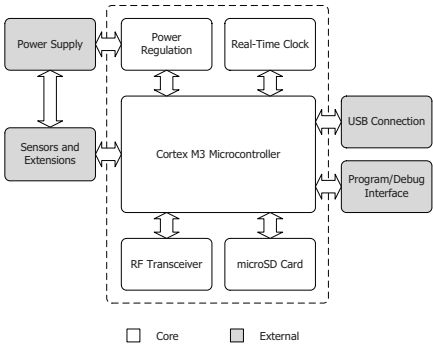 Power Supply
Power
Regulation
Real-Time Clock
Sensors and
Extensions
Cortex M3 Microcontroller
USB Connection
Program/Debug
Interface
RF Transceiver
microSD Card
Core
External